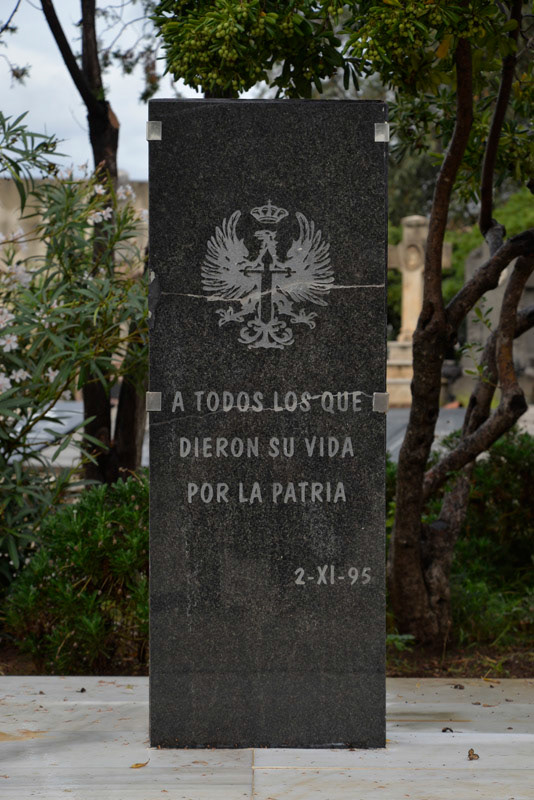 A TODOS LOS QUE
DIERON SU VIDA
POR LA PATRIA
2-XI-95